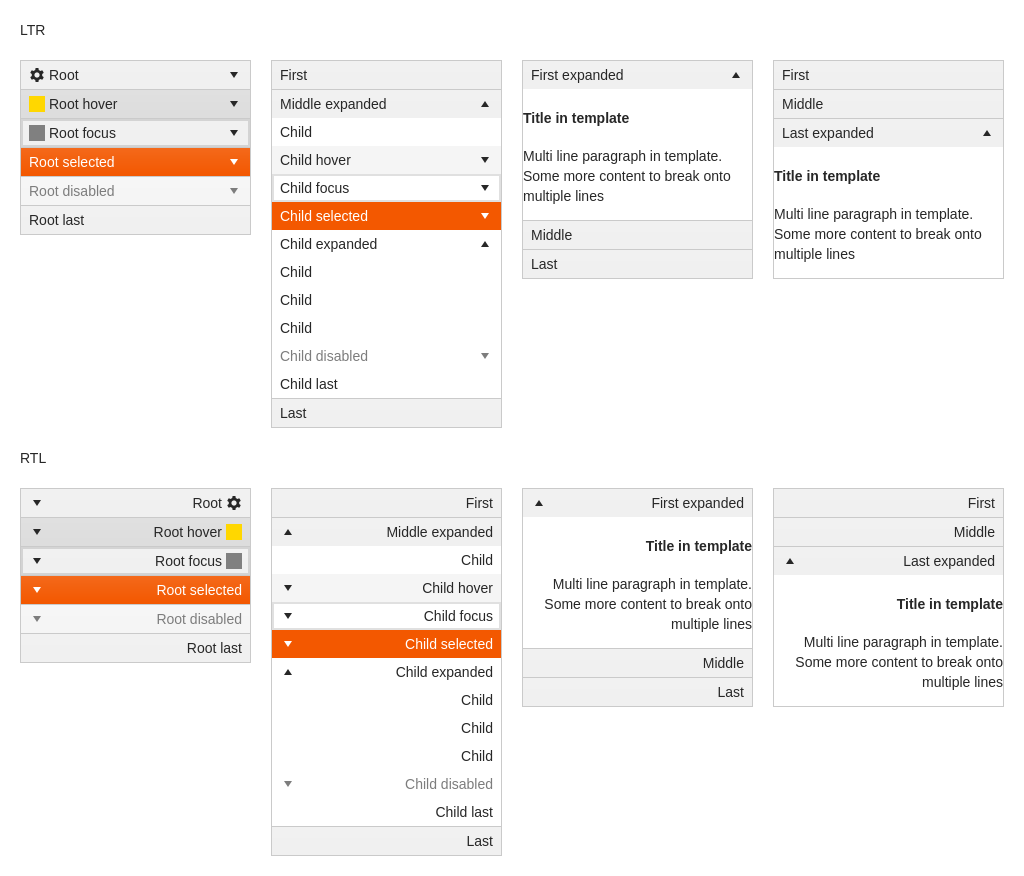 LTR
Root
Root hover
Root focus
Root selected
Root disabled
Root last
First
Middle expanded
Child
Child hover
Child focus
Child selected
Child expanded
Child
Child
Child
Child disabled
Child last
Last
First expanded
Title in template
Multi line paragraph in template.
Some more content to break onto
multiple lines
Middle
Last
First
Middle
Last expanded
Title in template
Multi line paragraph in template.
Some more content to break onto
multiple lines
RTL
Root
Root hover
Root focus
Root selected
Root disabled
Root last
First
Middle expanded
Child
Child hover
Child focus
Child selected
Child expanded
Child
Child
Child
Child disabled
Child last
Last
First expanded
Title in template
Multi line paragraph in template.
Some more content to break onto
multiple lines
Middle
Last
First
Middle
Last expanded
Title in template
Multi line paragraph in template.
Some more content to break onto
multiple lines